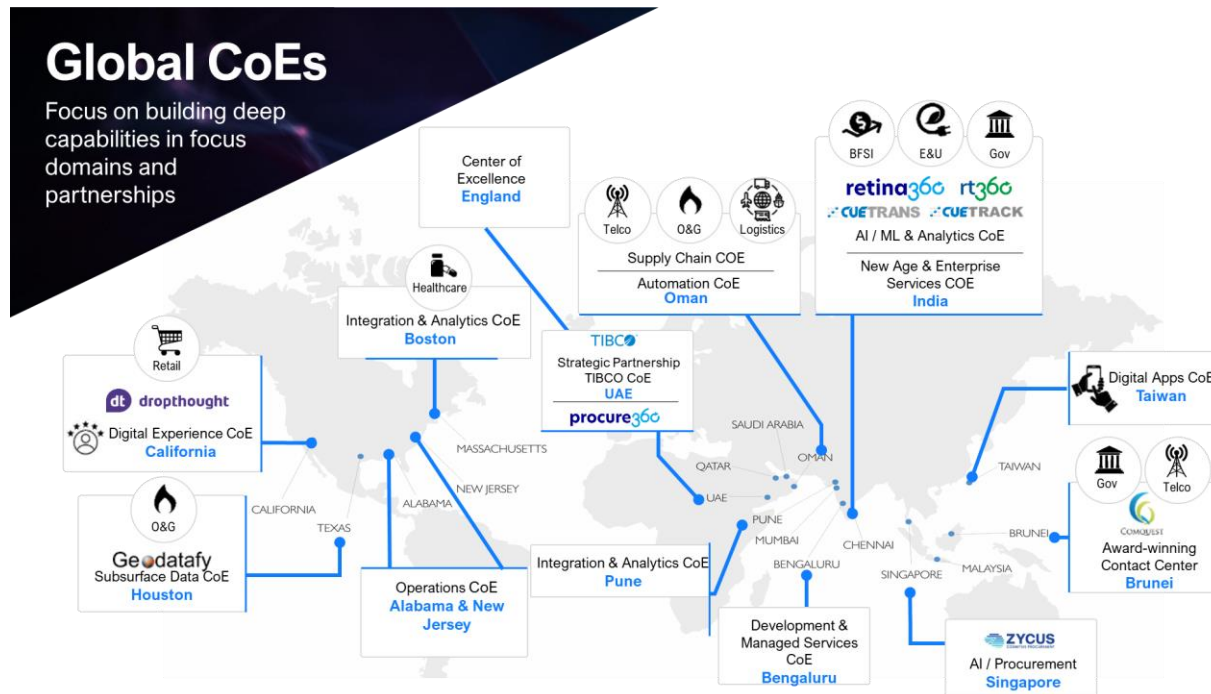 Global CoEs
Focus on building deep
capabilities in focus
domains and
partnerships
Center of
Excellence
England
Telco
O&G
Logistics
Supply Chain COE
Automation CoE
Oman
BFSI
E&U
Gov
retina360
rt360
CUETRANS
CUETRACK
AI / ML & Analytics CoE
New Age & Enterprise
Services COE
India
Healthcare
Integration & Analytics CoE
Boston
TIBCO
Strategic Partnership
TIBCO CoE
UAE
procure360
Retail
dt dropthought
Digital Experience CoE
California
Digital Apps CoE
Taiwan
O&G
Geodatafy
Subsurface Data CoE
Houston
Gov
Telco
COMQUEST
Award-winning
Contact Center
Brunei
Operations CoE
Alabama & New
Jersey
Integration & Analytics CoE
Pune
Development &
Managed Services
CoE
Bengaluru
ZYCUS
AI / Procurement
Singapore
MASSACHUSETTS
NEW JERSEY
ALABAMA
CALIFORNIA
TEXAS
SAUDI ARABIA
OMAN
QATAR
UAE
PUNE
MUMBAI
BENGALURU
CHENNAI
SINGAPORE
MALAYSIA
BRUNEI
TAIWAN